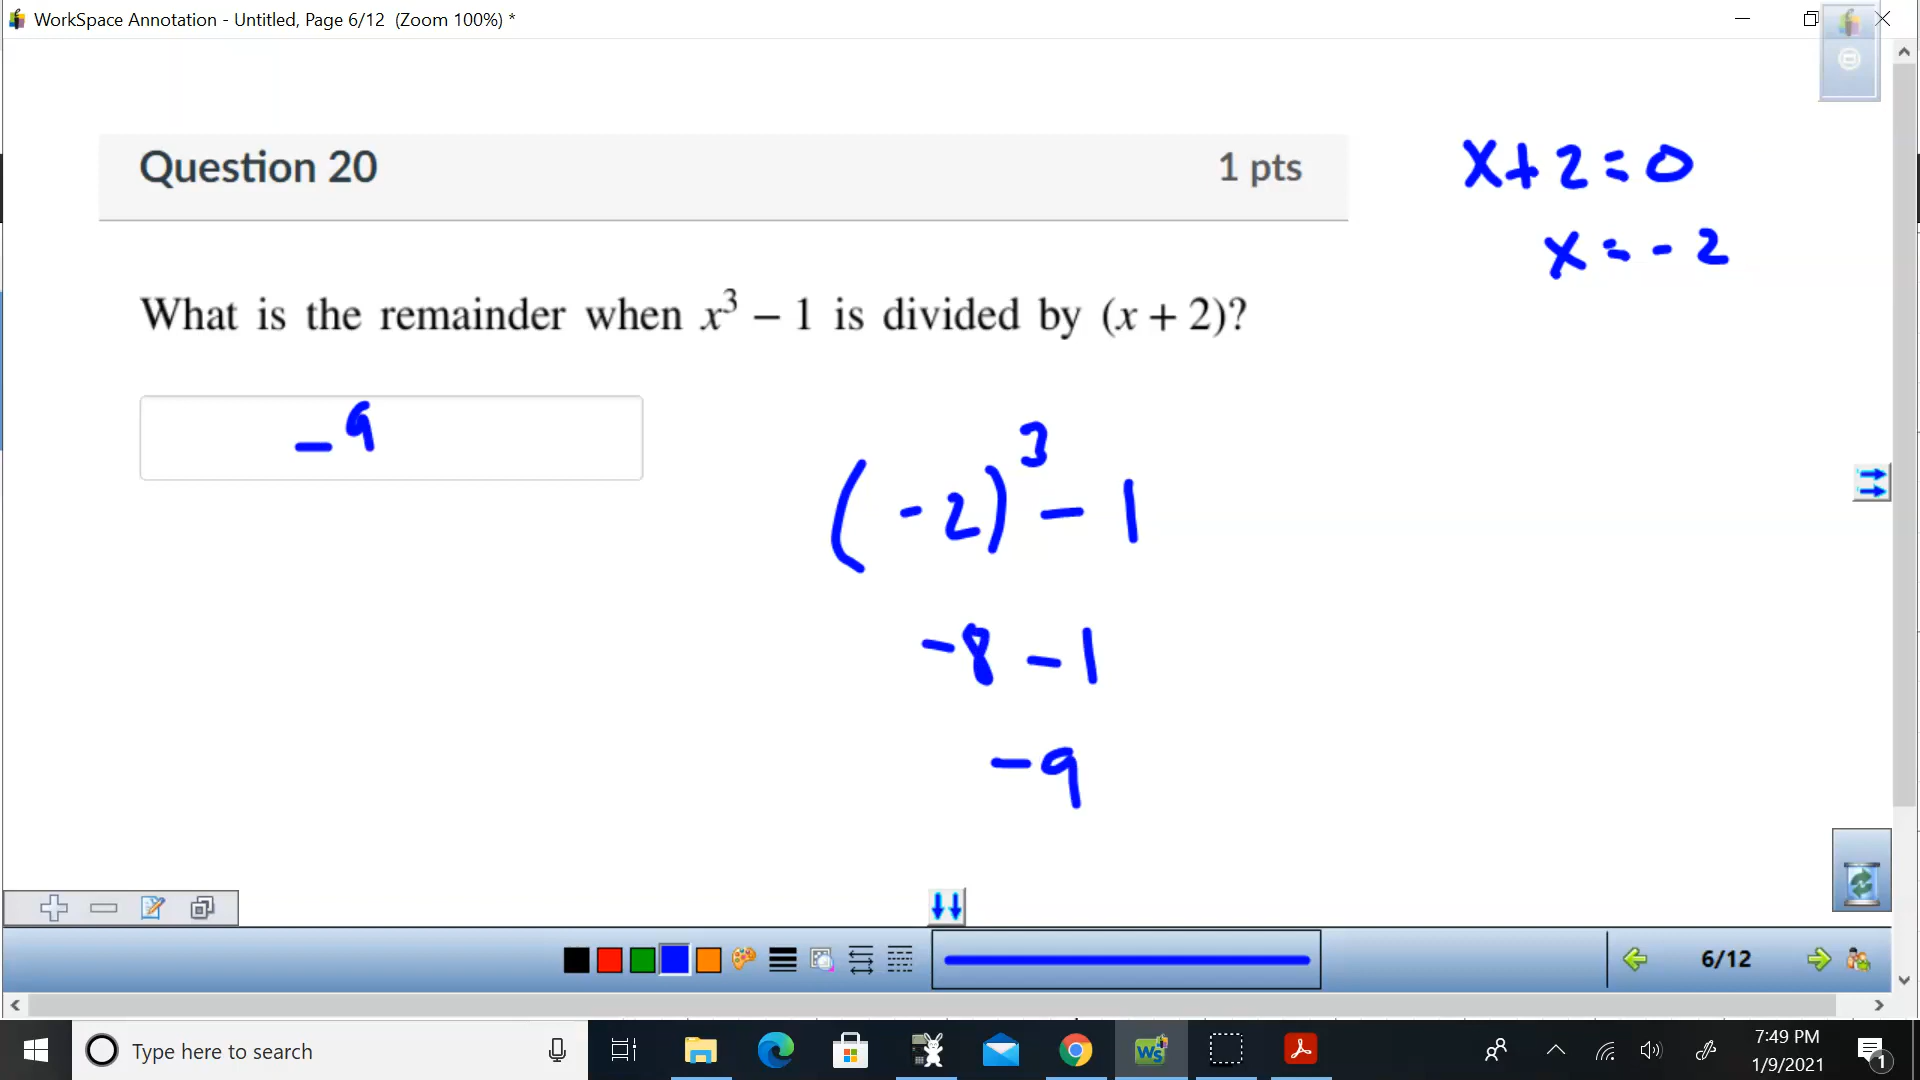 WorkSpace Annotation - Untitled, Page 6/12 (Zoom 100%) *
Question 20
1 pts
x+2=0
x=-2
What is the remainder when x³ − 1 is divided by (x + 2)?
-9
(-2)³-1
-8-1
-9
6/12
Type here to search
WS
7:49 PM
1/9/2021
1